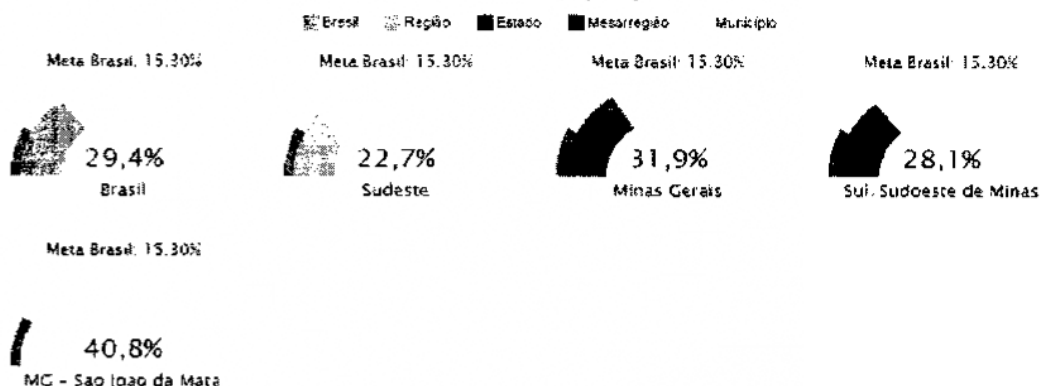 Brasil Região Estado Mesorregião Município
Meta Brasil: 15.30% Meta Brasil: 15.30% Meta Brasil: 15.30% Meta Brasil: 15.30%
29,4% 22,7% 31,9% 28,1%
Brasil Sudeste Minas Gerais Sul/Sudoeste de Minas
Meta Brasil: 15.30%
40,8%
MG - São João da Mata